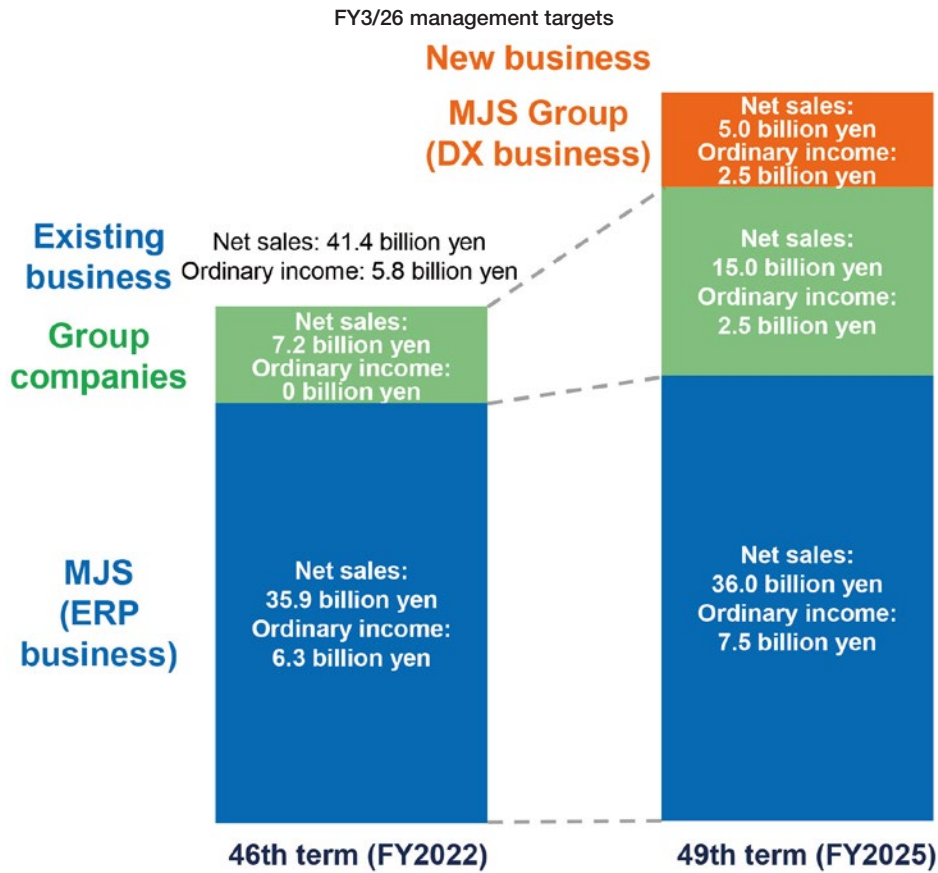 FY3/26 management targets
New business
MJS Group
(DX business)
Net sales:
5.0 billion yen
Ordinary income:
2.5 billion yen
Existing
business
Net sales: 41.4 billion yen
Ordinary income: 5.8 billion yen
Net sales:
15.0 billion yen
Ordinary income:
2.5 billion yen
Group
companies
Net sales:
7.2 billion yen
Ordinary income:
0 billion yen
MJS
(ERP
business)
Net sales:
35.9 billion yen
Ordinary income:
6.3 billion yen
Net sales:
36.0 billion yen
Ordinary income:
7.5 billion yen
46th term (FY2022)
49th term (FY2025)